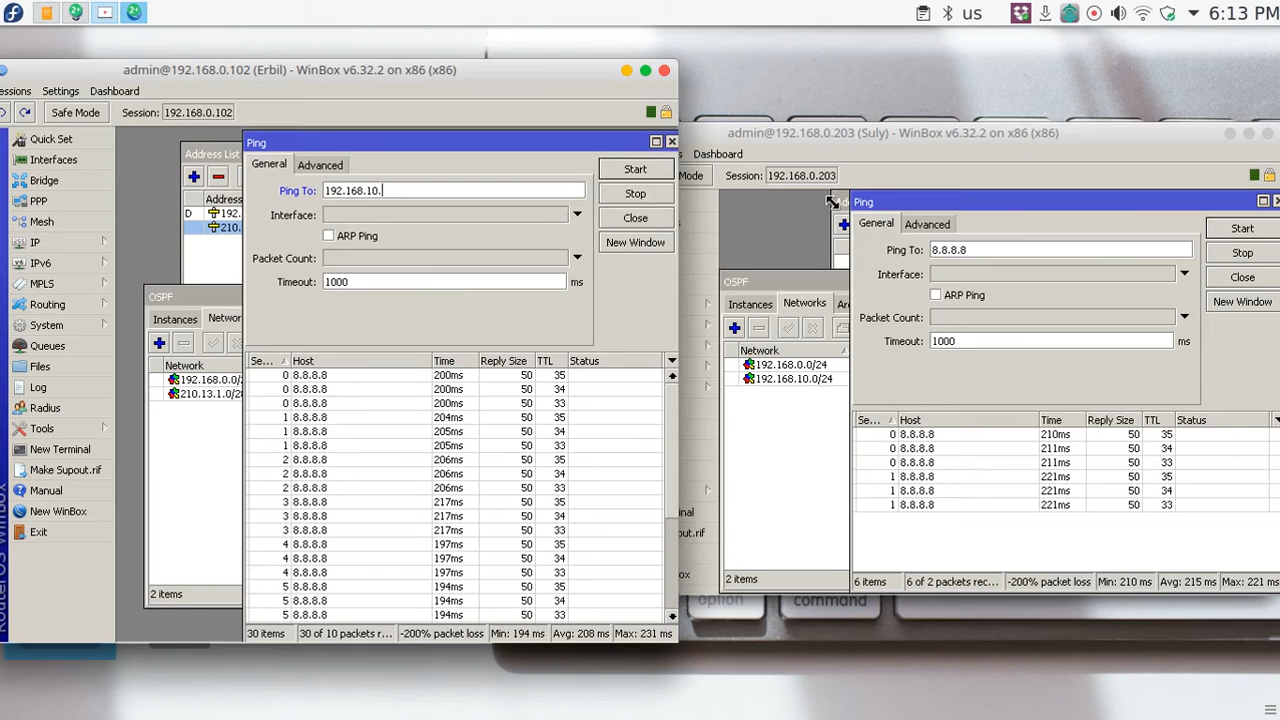 us
6:13 PM
admin@192.168.0.102 (Erbil) - WinBox v6.32.2 on x86 (x86)
essions Settings Dashboard
Safe Mode Session: 192.168.0.102
Quick Set
Interfaces
Bridge
PPP
Mesh
IP
IPv6
MPLS
Routing
System
Queues
Files
Log
Radius
Tools
New Terminal
Make Supout.rif
Manual
New WinBox
Exit
RouterOS WinBox
Address List
Addres
D 192.
210.
OSPF
Instances Networ
Network
192.168.0.0/
210.13.1.0/28
2 items
Ping
General Advanced
Ping To: 192.168.10.
Interface:
ARP Ping
Packet Count:
Timeout: 1000 ms
Start
Stop
Close
New Window
Se... Host Time Reply Size TTL Status
0 8.8.8.8 200ms 50 35
0 8.8.8.8 200ms 50 34
0 8.8.8.8 200ms 50 33
1 8.8.8.8 204ms 50 35
1 8.8.8.8 205ms 50 34
1 8.8.8.8 205ms 50 33
2 8.8.8.8 206ms 50 35
2 8.8.8.8 206ms 50 34
2 8.8.8.8 206ms 50 33
3 8.8.8.8 217ms 50 35
3 8.8.8.8 217ms 50 34
3 8.8.8.8 217ms 50 33
4 8.8.8.8 197ms 50 35
4 8.8.8.8 197ms 50 34
4 8.8.8.8 197ms 50 33
5 8.8.8.8 194ms 50 35
5 8.8.8.8 194ms 50 34
5 8.8.8.8 194ms 50 33
30 items 30 of 10 packets r... -200% packet loss Min: 194 ms Avg: 208 ms Max: 231 ms
admin@192.168.0.203 (Suly) - WinBox v6.32.2 on x86 (x86)
Dashboard
Mode Session: 192.168.0.203
minal
out.rif
ox
OSPF
Instances Networks Are
Network
192.168.0.0/24
192.168.10.0/24
2 items
Ping
General Advanced
Ping To: 8.8.8.8
Interface:
ARP Ping
Packet Count:
Timeout: 1000 ms
Start
Stop
Close
New Window
Se... Host Time Reply Size TTL Status
0 8.8.8.8 210ms 50 35
0 8.8.8.8 211ms 50 34
0 8.8.8.8 211ms 50 33
1 8.8.8.8 221ms 50 35
1 8.8.8.8 221ms 50 34
1 8.8.8.8 221ms 50 33
6 items 6 of 2 packets rec... -200% packet loss Min: 210 ms Avg: 215 ms Max: 221 ms
option command